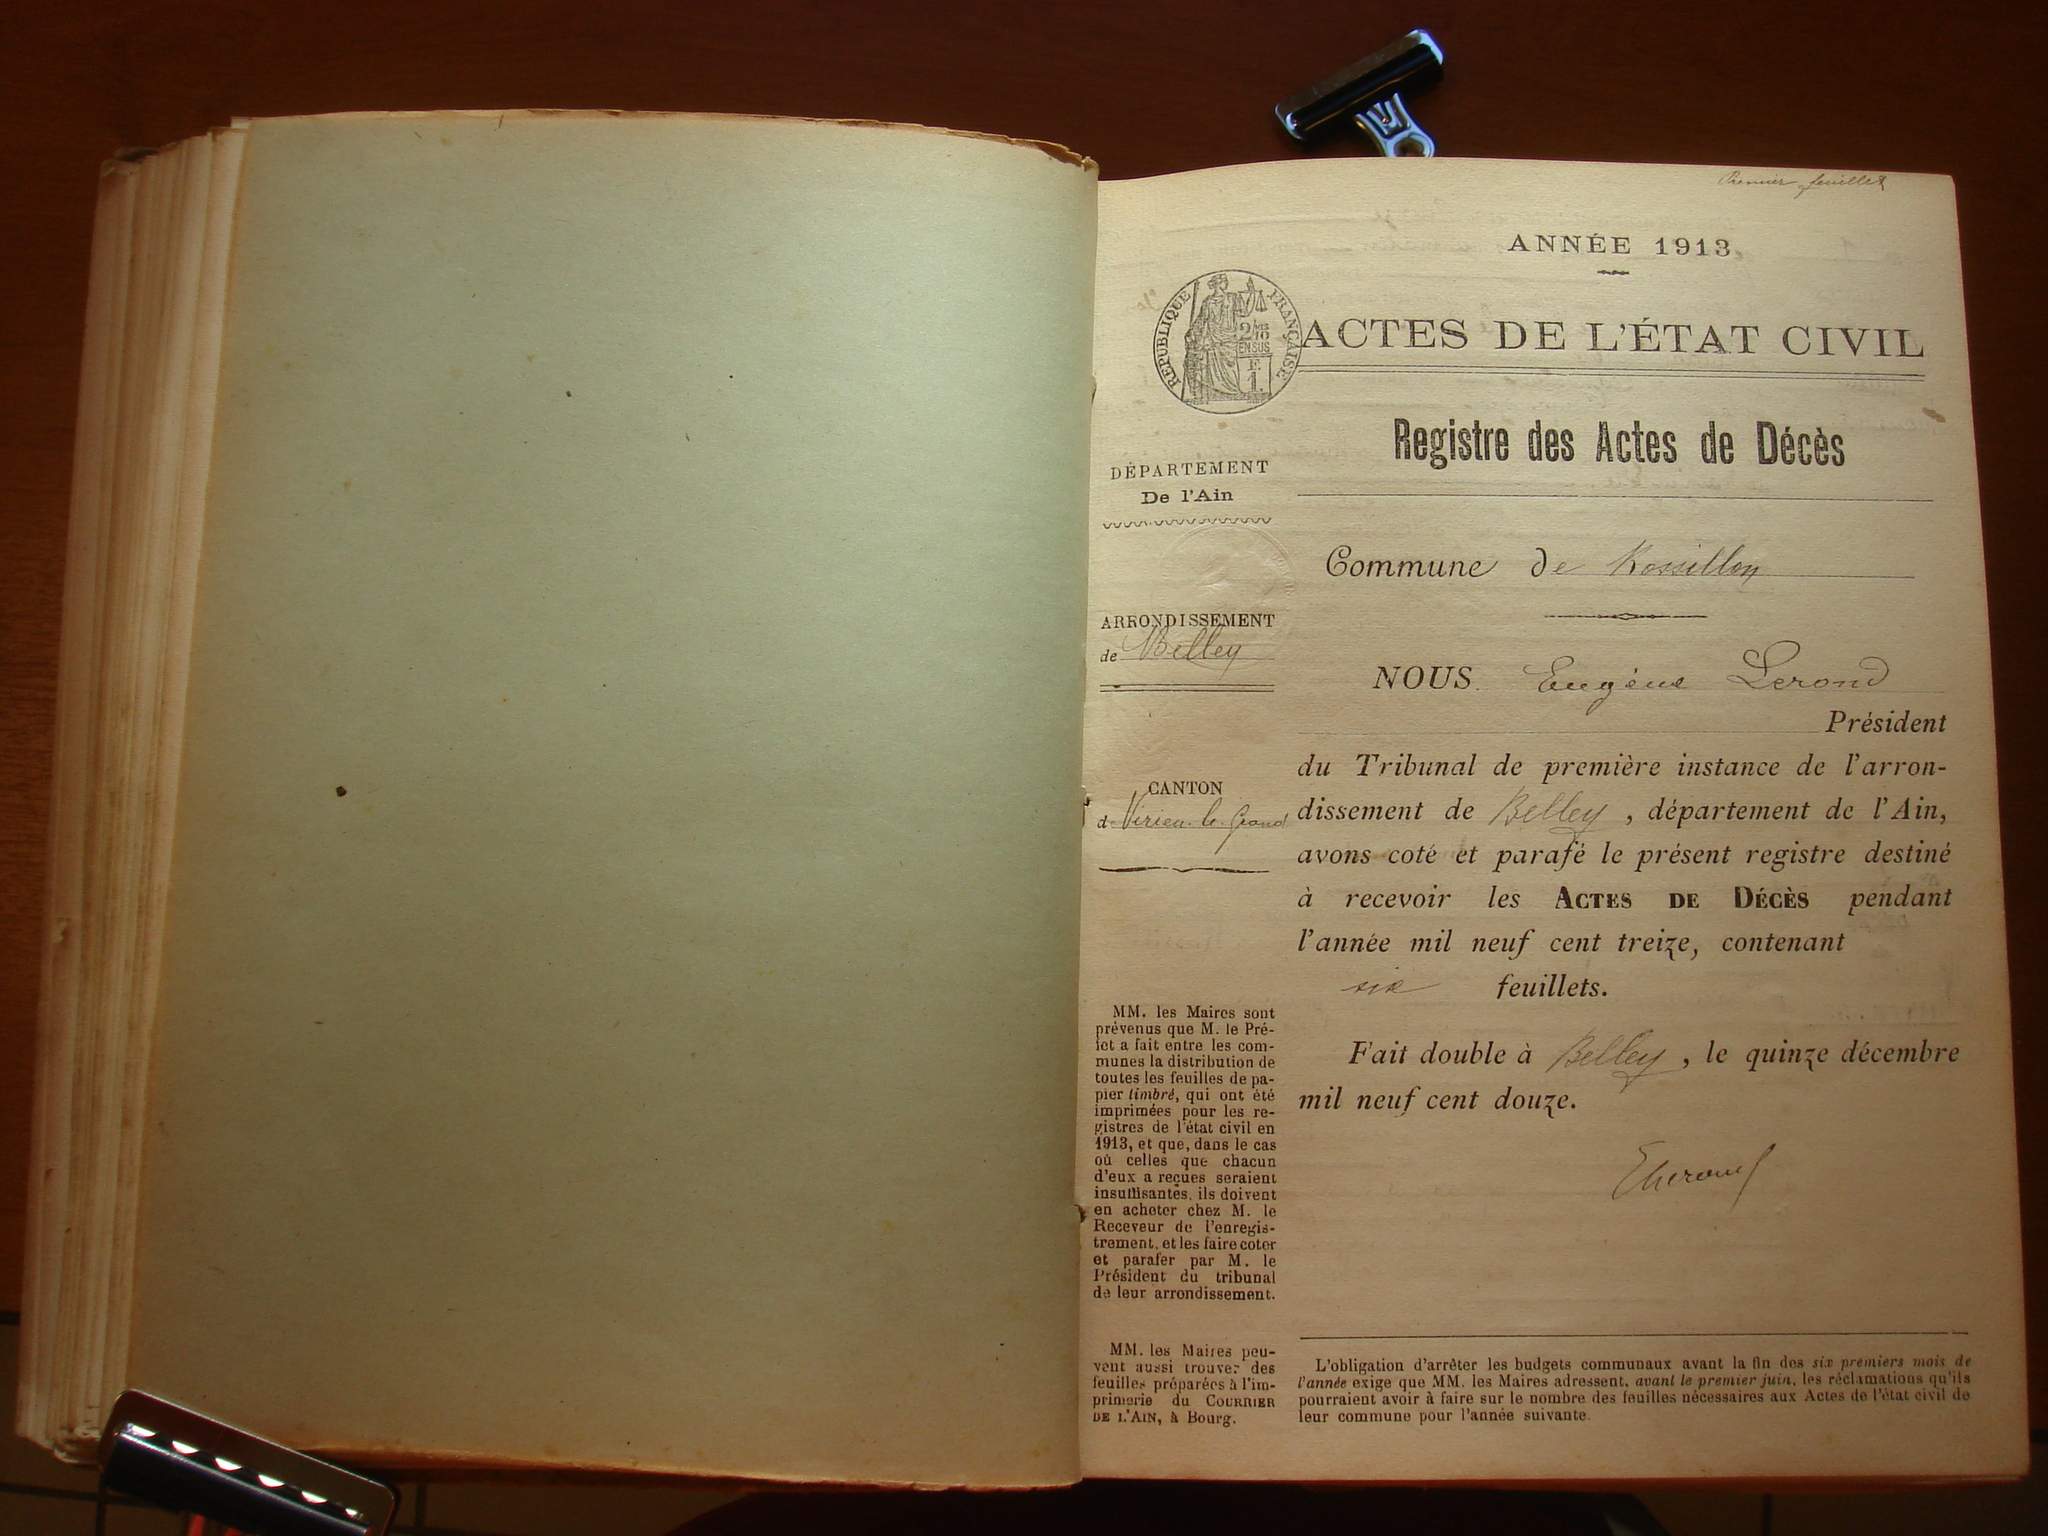 Premier feuillet
ANNÉE 1913
RÉPUBLIQUE FRANÇAISE
2/10
EN SUS
F.
1.
ACTES DE L'ÉTAT CIVIL
Registre des Actes de Décès
DÉPARTEMENT
De l'Ain
Commune de Rossillon
ARRONDISSEMENT
de Belley
NOUS Eugène Lerond
Président
du Tribunal de première instance de l'arron-
dissement de Belley, département de l'Ain,
avons coté et parafé le présent registre destiné
à recevoir les ACTES DE DÉCÈS pendant
l'année mil neuf cent treize, contenant
six feuillets.
Fait double à Belley, le quinze décembre
mil neuf cent douze.
CANTON
de Virieu-le-Grand
MM. les Maires sont
prévenus que M. le Pré-
fet a fait entre les com-
munes la distribution de
toutes les feuilles de pa-
pier timbré, qui ont été
imprimées pour les re-
gistres de l'état civil en
1913, et que, dans le cas
où celles que chacun
d'eux a reçues seraient
insuffisantes, ils doivent
en acheter chez M. le
Receveur de l'enregis-
trement, et les faire coter
et parafer par M. le
Président du tribunal
de leur arrondissement.
MM. les Maires peu-
vent aussi trouver des
feuilles préparées à l'im-
primerie du COURRIER
DE L'AIN, à Bourg.
L'obligation d'arrêter les budgets communaux avant la fin des six premiers mois de
l'année exige que MM. les Maires adressent, avant le premier juin, les réclamations qu'ils
pourraient avoir à faire sur le nombre des feuilles nécessaires aux Actes de l'état civil de
leur commune pour l'année suivante.